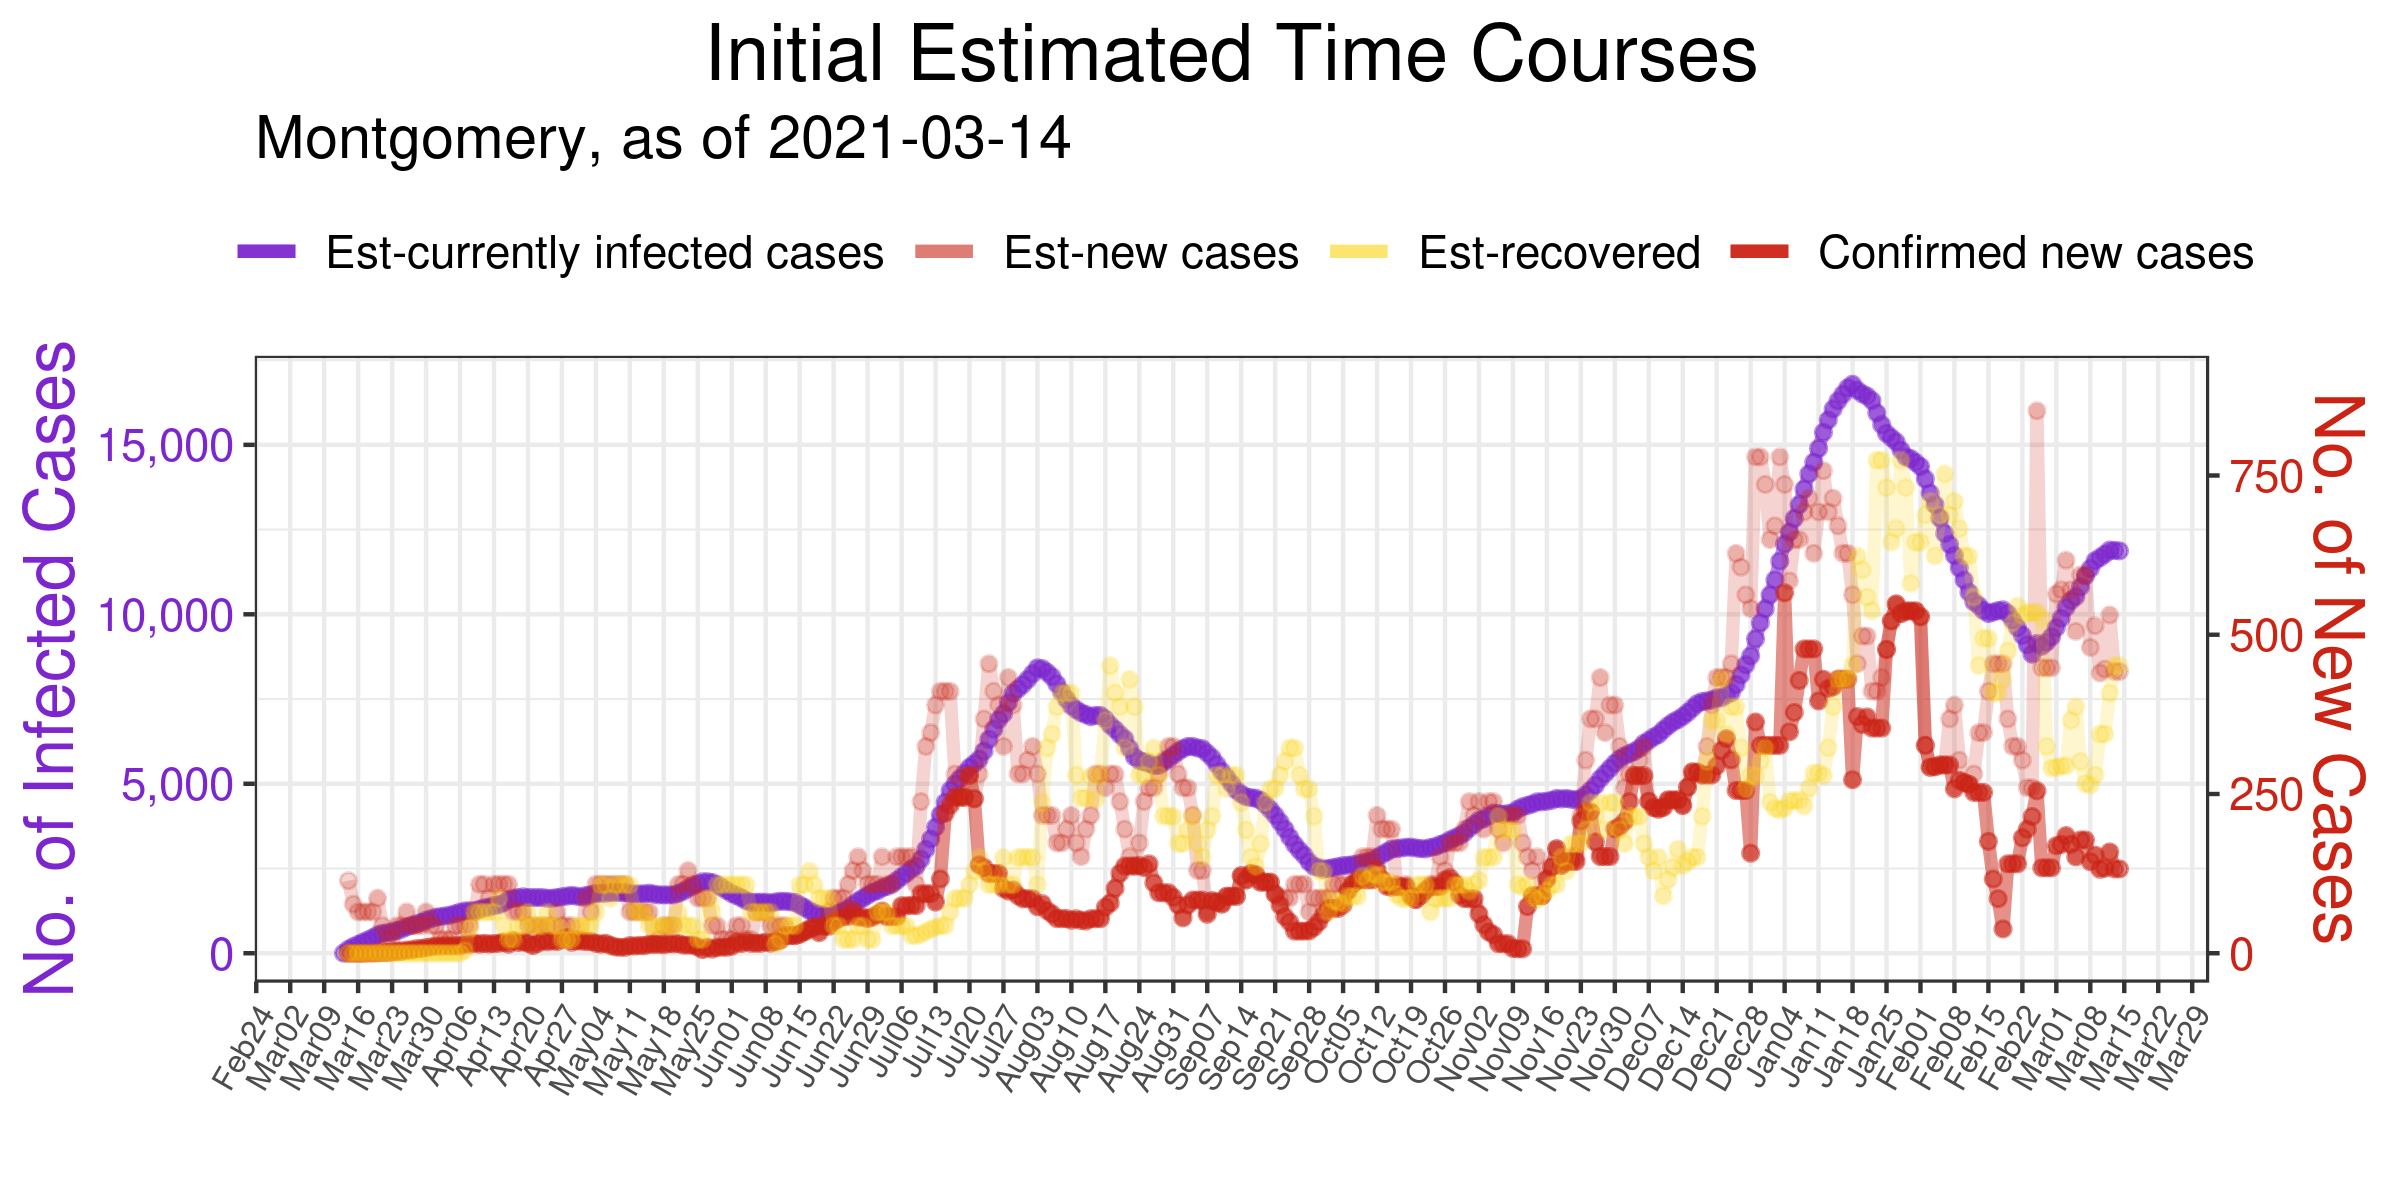 Initial Estimated Time Courses
Montgomery, as of 2021-03-14
Est-currently infected cases
Est-new cases
Est-recovered
Confirmed new cases
No. of Infected Cases
15,000
10,000
5,000
0
No. of New Cases
750
500
250
0
Feb24
Mar02
Mar09
Mar16
Mar23
Mar30
Apr06
Apr13
Apr20
Apr27
May04
May11
May18
May25
Jun01
Jun08
Jun15
Jun22
Jun29
Jul06
Jul13
Jul20
Jul27
Aug03
Aug10
Aug17
Aug24
Aug31
Sep07
Sep14
Sep21
Sep28
Oct05
Oct12
Oct19
Oct26
Nov02
Nov09
Nov16
Nov23
Nov30
Dec07
Dec14
Dec21
Dec28
Jan04
Jan11
Jan18
Jan25
Feb01
Feb08
Feb15
Feb22
Mar01
Mar08
Mar15
Mar22
Mar29